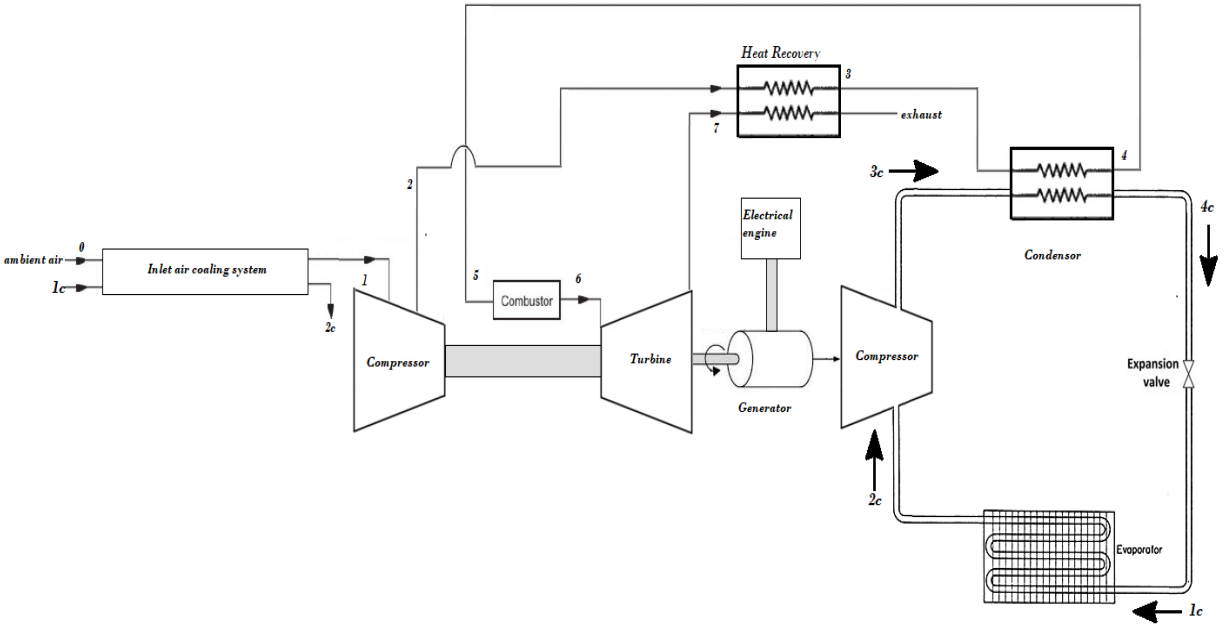 Heat Recovery
3
exhaust
7
2
3c
4
4c
Condensor
Electrical
engine
ambient air
0
1c
Inlet air coaling system
2c
1
5
6
Combustor
Compressor
Turbine
Generator
Compressor
Expansion
valve
2c
Evaporator
1c